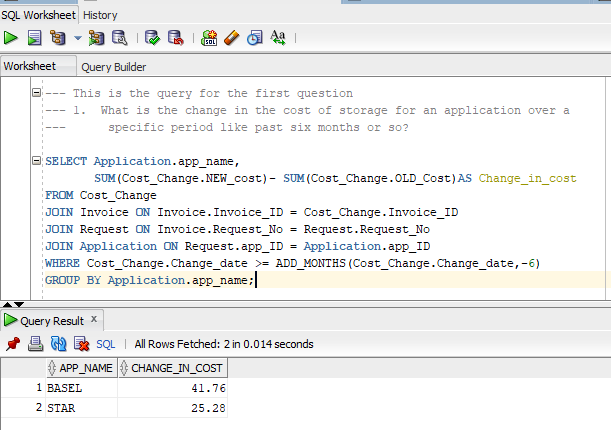 SQL Worksheet History
SQL
Aa
Worksheet Query Builder
--- This is the query for the first question
--- 1. What is the change in the cost of storage for an application over a
--- specific period like past six months or so?
SELECT Application.app_name,
SUM(Cost_Change.NEW_cost)- SUM(Cost_Change.OLD_Cost)AS Change_in_cost
FROM Cost_Change
JOIN Invoice ON Invoice.Invoice_ID = Cost_Change.Invoice_ID
JOIN Request ON Invoice.Request_No = Request.Request_No
JOIN Application ON Request.app_ID = Application.app_ID
WHERE Cost_Change.Change_date >= ADD_MONTHS(Cost_Change.Change_date,-6)
GROUP BY Application.app_name;
Query Result x
SQL | All Rows Fetched: 2 in 0.014 seconds
APP_NAME CHANGE_IN_COST
1 BASEL 41.76
2 STAR 25.28